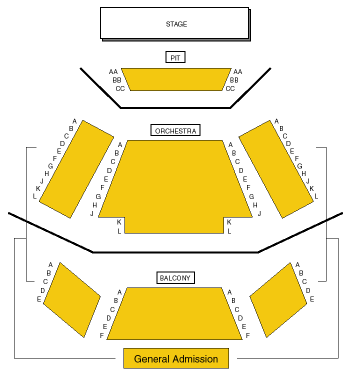 STAGE
PIT
AA AA
BB BB
CC CC
ORCHESTRA
A A A A
B B B B
C C C C
D D D D
E E E E
F F F F
G G G G
H H H H
J J J J
K K K K
L L L L
BALCONY
A A A A
B B B B
C C C C
D D D D
E E E E
F F
General Admission